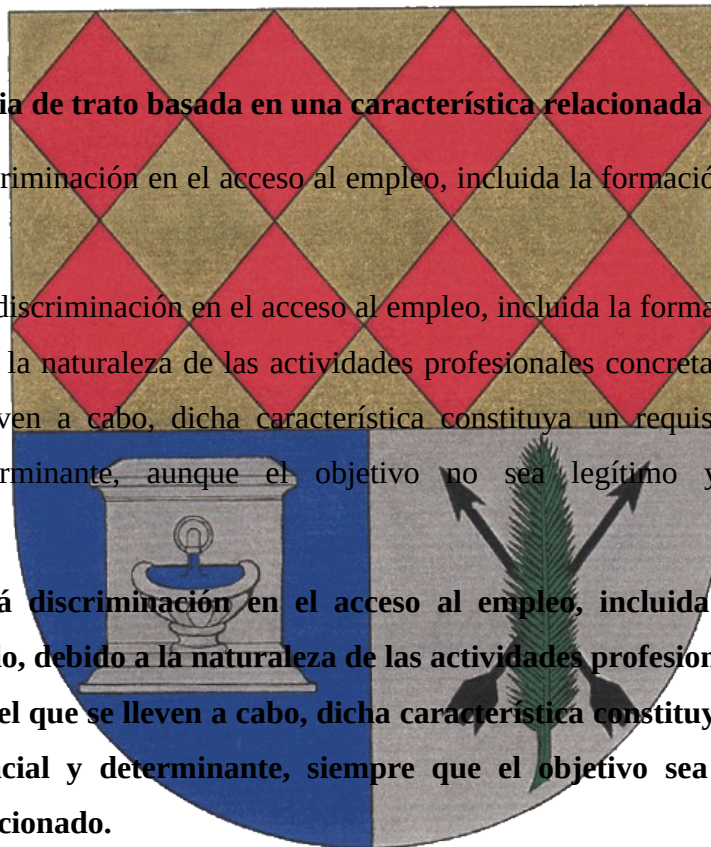 ia de trato basada en una característica relacionada
riminación en el acceso al empleo, incluida la formació
discriminación en el acceso al empleo, incluida la forma
la naturaleza de las actividades profesionales concreta
ven a cabo, dicha característica constituya un requis
rminante, aunque el objetivo no sea legítimo y
á discriminación en el acceso al empleo, incluida
lo, debido a la naturaleza de las actividades profesion
el que se lleven a cabo, dicha característica constituy
cial y determinante, siempre que el objetivo sea
cionado.